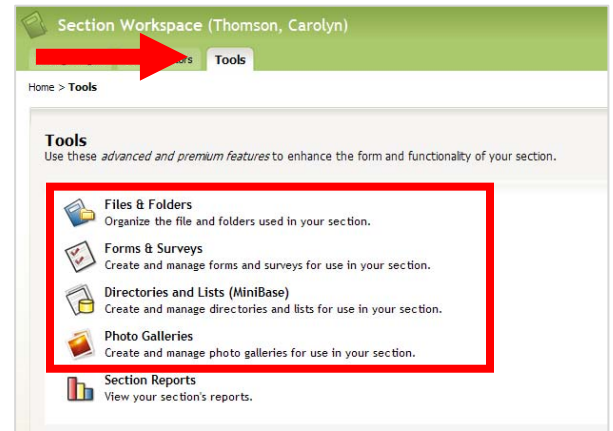 Section Workspace (Thomson, Carolyn)
Tools
Home > Tools
Tools
Use these advanced and premium features to enhance the form and functionality of your section.
Files & Folders
Organize the file and folders used in your section.
Forms & Surveys
Create and manage forms and surveys for use in your section.
Directories and Lists (MiniBase)
Create and manage directories and lists for use in your section.
Photo Galleries
Create and manage photo galleries for use in your section.
Section Reports
View your section's reports.